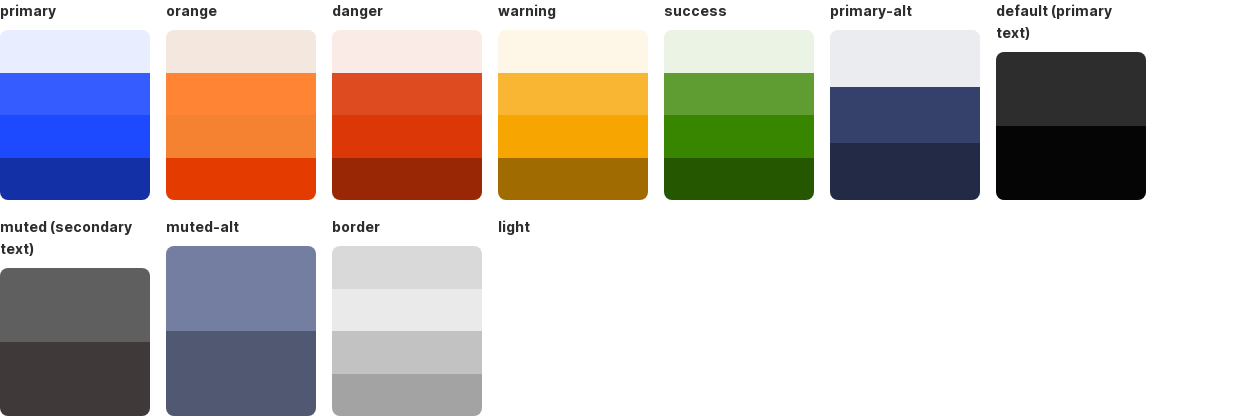 primary
orange
danger
warning
success
primary-alt
default (primary
text)
muted (secondary
text)
muted-alt
border
light